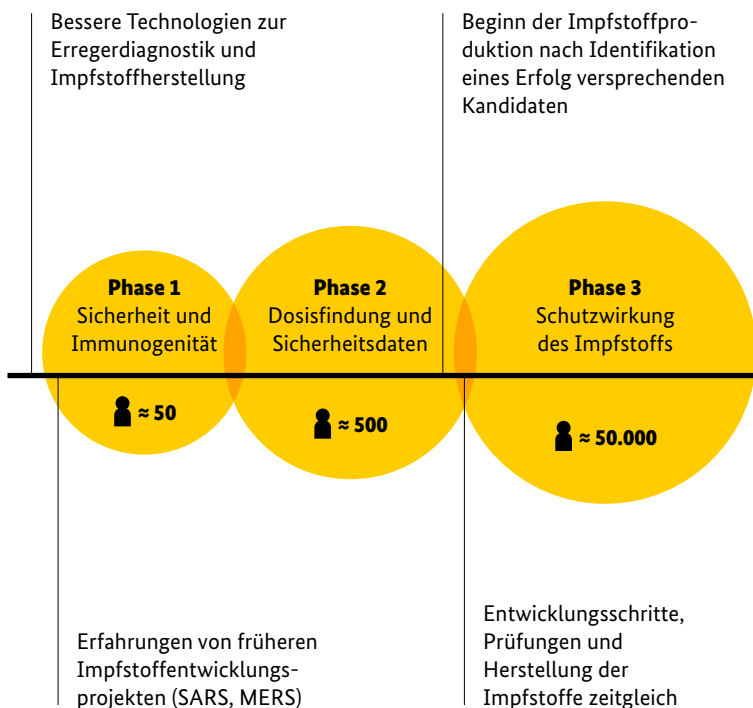 Bessere Technologien zur
Erregerdiagnostik und
Impfstoffherstellung
Beginn der Impfstoffpro-
duktion nach Identifikation
eines Erfolg versprechenden
Kandidaten
Phase 1
Sicherheit und
Immunogenität
≈ 50
Phase 2
Dosisfindung und
Sicherheitsdaten
≈ 500
Phase 3
Schutzwirkung
des Impfstoffs
≈ 50.000
Erfahrungen von früheren
Impfstoffentwicklungs-
projekten (SARS, MERS)
Entwicklungsschritte,
Prüfungen und
Herstellung der
Impfstoffe zeitgleich